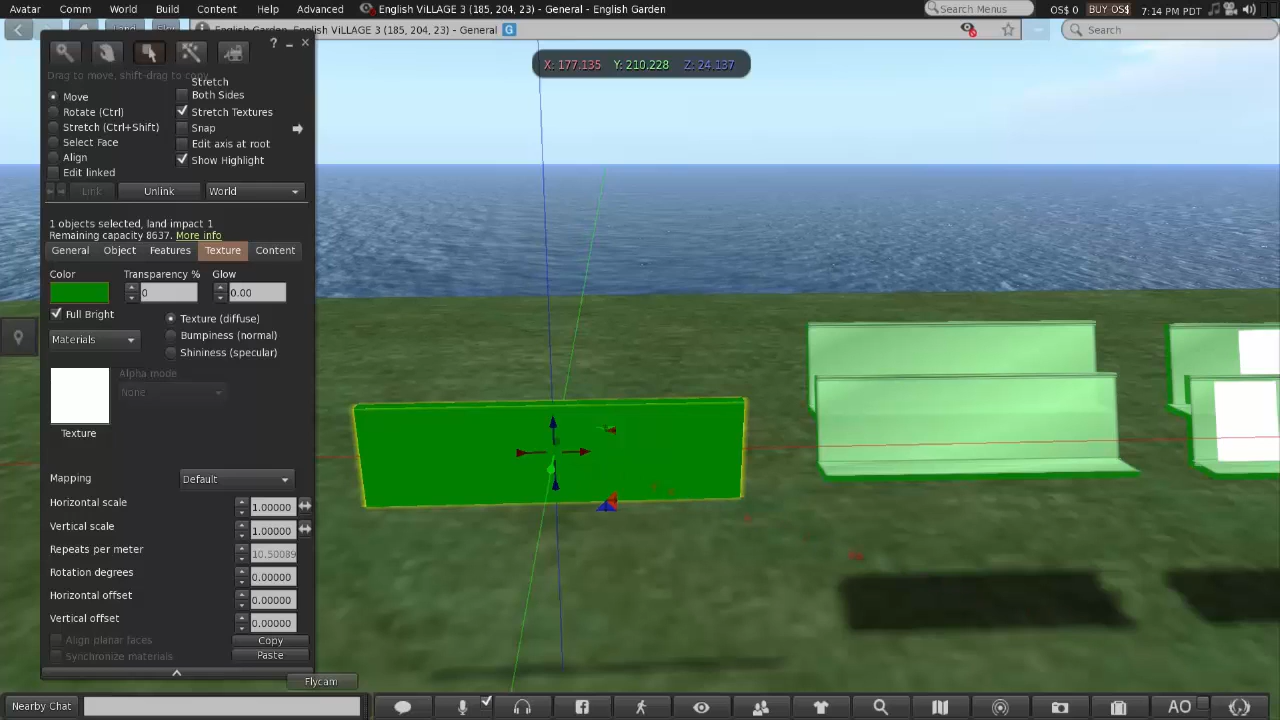 Avatar Comm World Build Content Help Advanced English VILLAGE 3 (185, 204, 23) - General - English Garden Search Menus OS$ 0 BUY OS$ 7:14 PM PDT
English Garden, English VILLAGE 3 (185, 204, 23) - General G Search
X: 177.135 Y: 210.228 Z: 24.137
? _ ×
Drag to move, shift-drag to copy
Stretch
Both Sides
Move
Stretch Textures
Rotate (Ctrl)
Snap
Stretch (Ctrl+Shift)
Select Face
Edit axis at root
Align
Show Highlight
Edit linked
Link Unlink World
1 objects selected, land impact 1
Remaining capacity 8637. More info
General Object Features Texture Content
Color Transparency % Glow
0 0.00
Full Bright
Texture (diffuse)
Bumpiness (normal)
Materials
Shininess (specular)
Alpha mode
None
Texture
Mapping Default
Horizontal scale 1.00000
Vertical scale 1.00000
Repeats per meter 10.50089
Rotation degrees 0.00000
Horizontal offset 0.00000
Vertical offset 0.00000
Align planar faces Copy
Synchronize materials Paste
Flycam
Nearby Chat AO